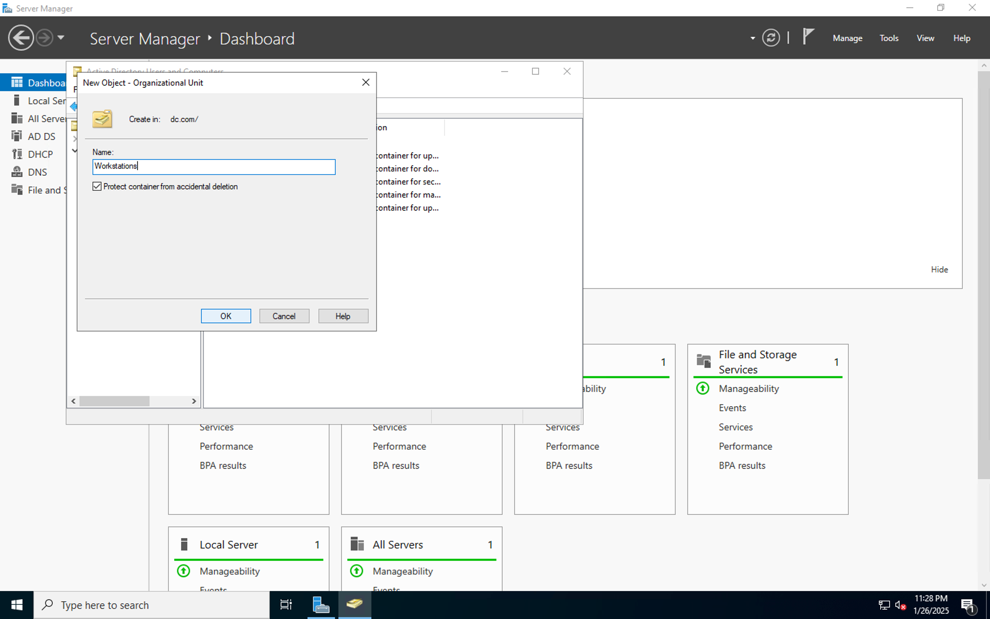 Server Manager
Server Manager ‣ Dashboard
Manage
Tools
View
Help
Dashboa
Local Ser
All Server
AD DS
DHCP
DNS
File and S
Active Directory Users and Computers
New Object - Organizational Unit
Create in: dc.com/
Name:
Workstations
Protect container from accidental deletion
OK
Cancel
Help
ion
container for up...
container for do...
container for sec...
container for ma...
container for up...
Hide
1
ability
Services
Performance
BPA results
Services
Performance
BPA results
Services
Performance
BPA results
File and Storage
Services
1
Manageability
Events
Services
Performance
BPA results
Local Server 1
Manageability
Events
All Servers 1
Manageability
Events
Type here to search
11:28 PM
1/26/2025
1